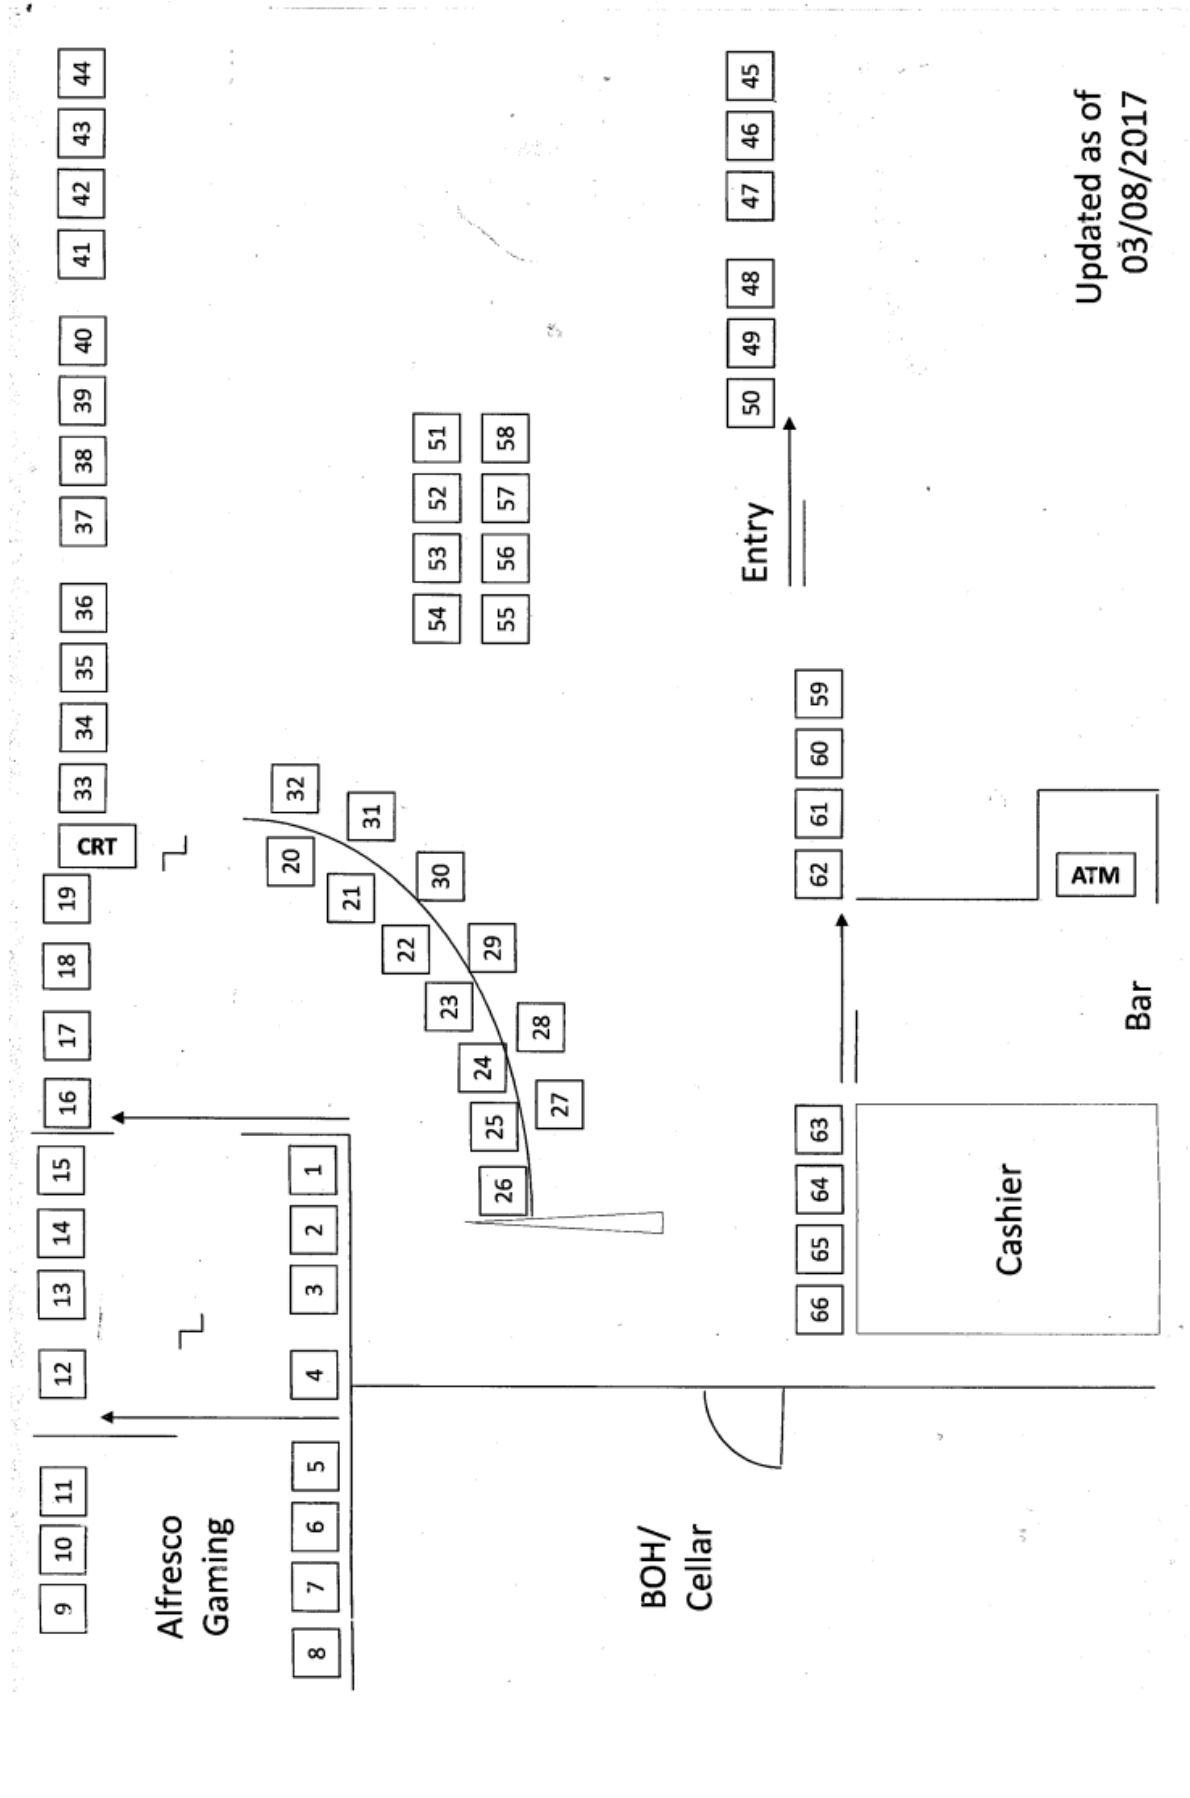 9 10 11 12 13 14 15 16 17 18 19 CRT 33 34 35 36 37 38 39 40 41 42 43 44
Alfresco
Gaming
8 7 6 5 4 3 2 1
20 32
21 31
22 30
23 29
24 28
25 27
26
54 53 52 51
55 56 57 58
BOH/
Cellar
Entry
50 49 48 47 46 45
66 65 64 63 62 61 60 59
Cashier
Bar
ATM
Updated as of
03/08/2017